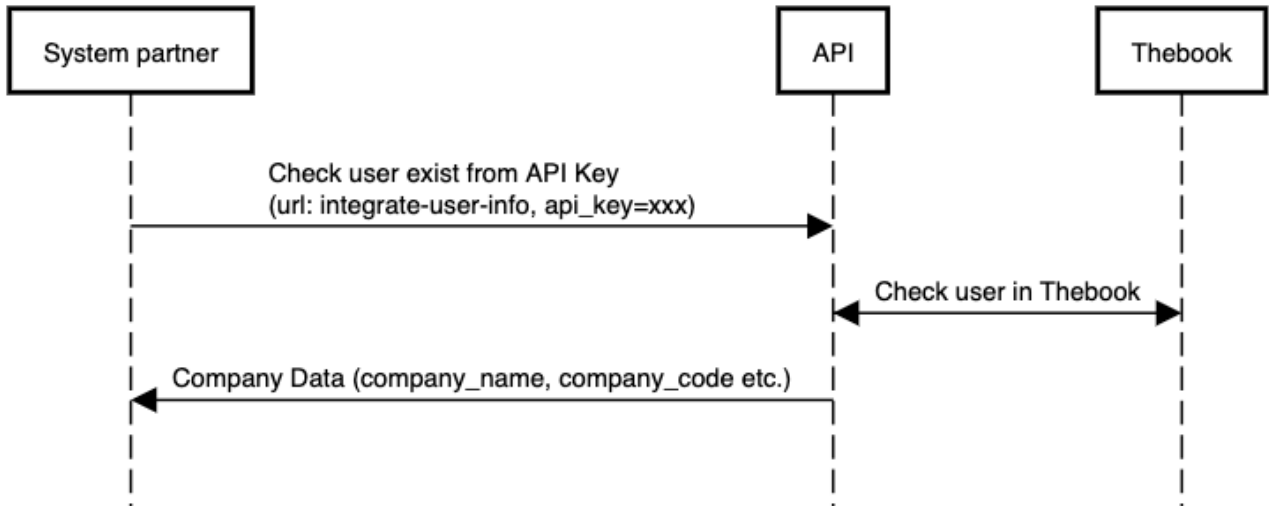 System partner
API
Thebook
Check user exist from API Key
(url: integrate-user-info, api_key=xxx)
Check user in Thebook
Company Data (company_name, company_code etc.)